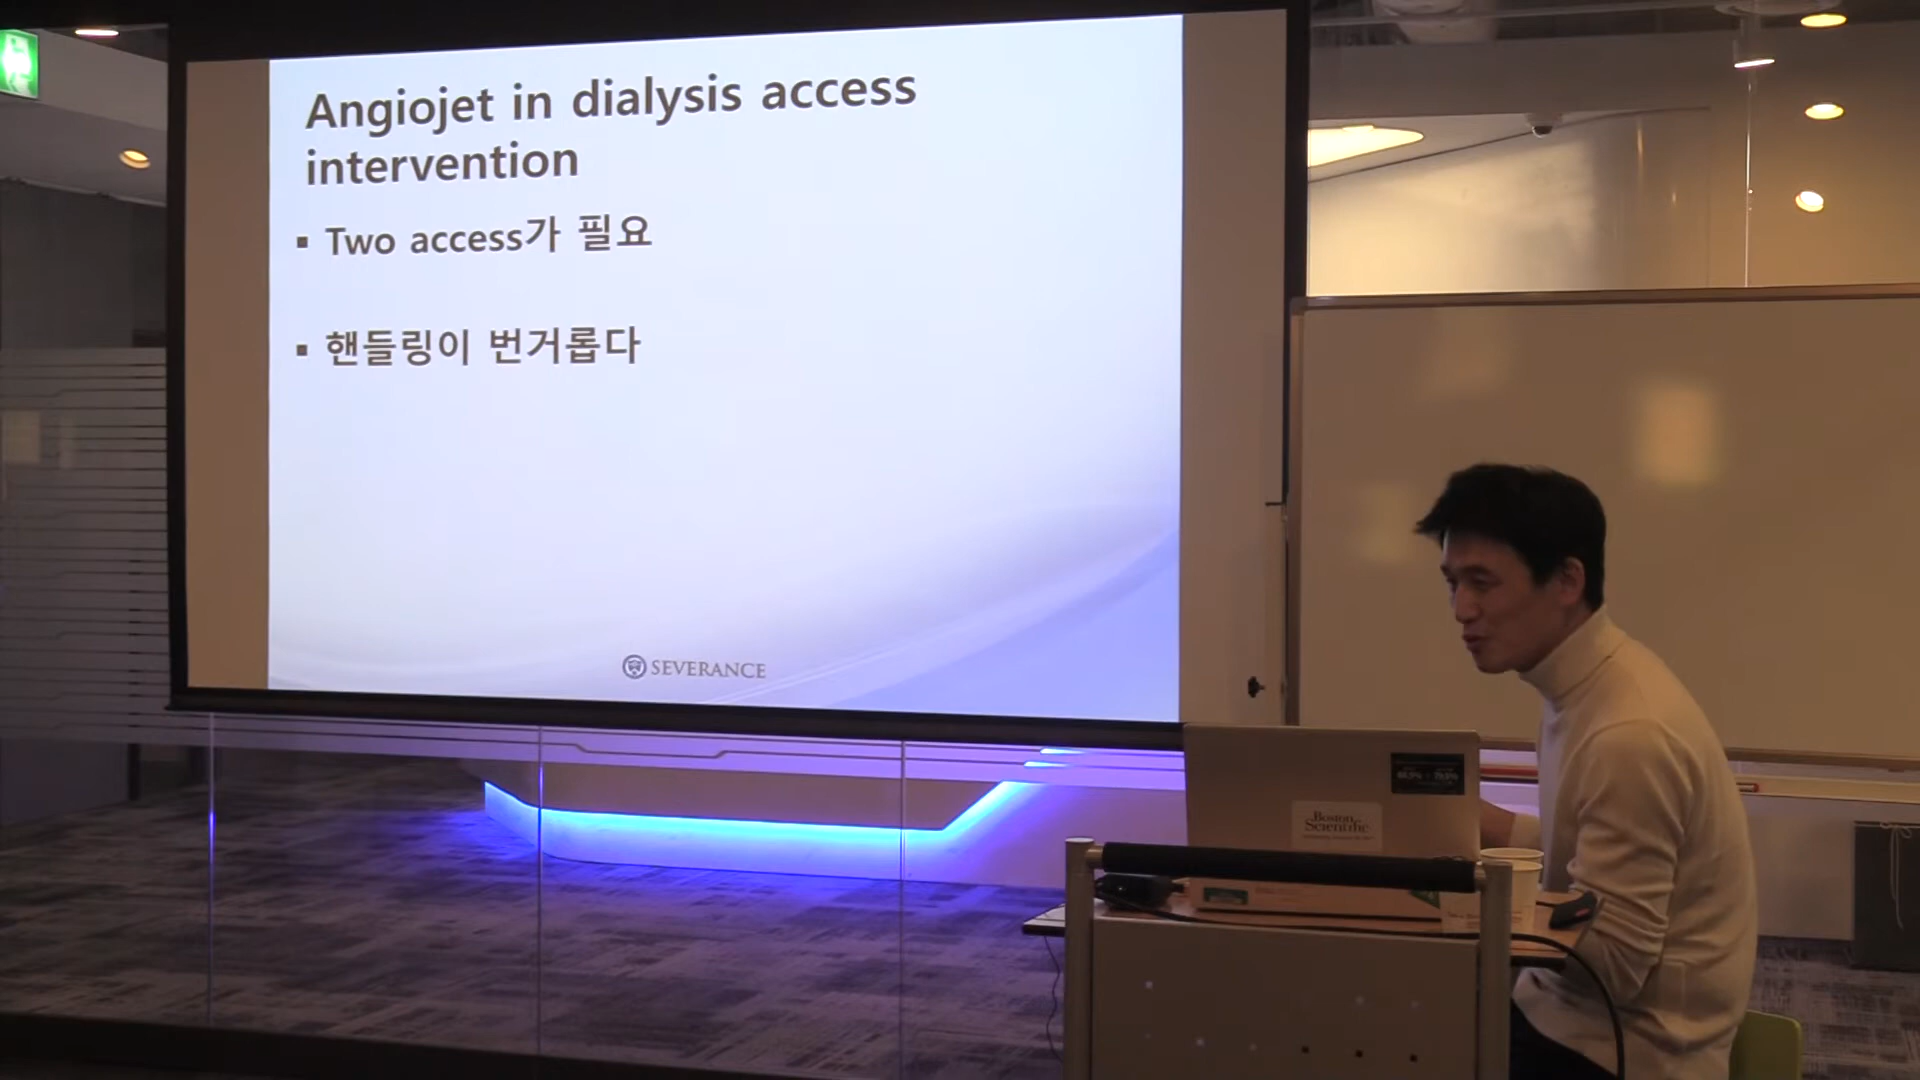 Angiojet in dialysis access
intervention
▪ Two access가 필요
▪ 핸들링이 번거롭다
SEVERANCE
Boston
Scientific